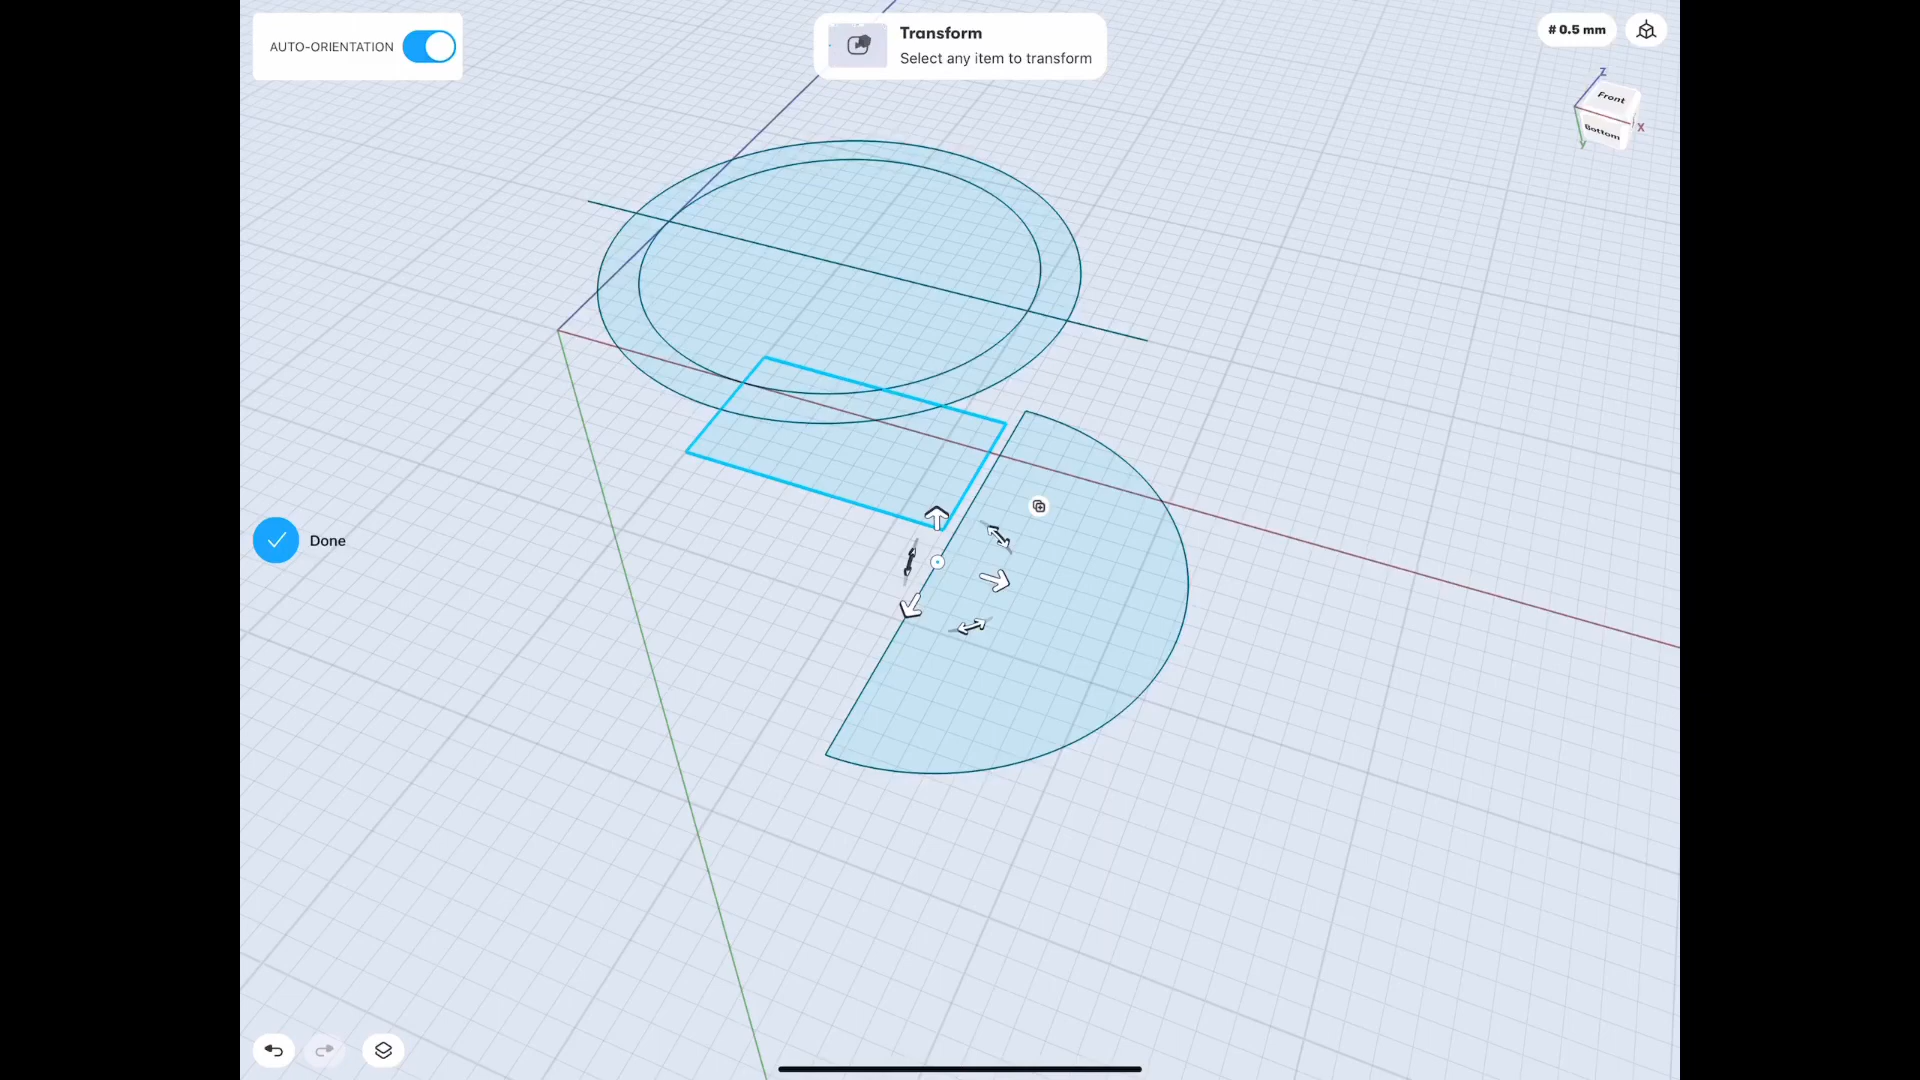 AUTO-ORIENTATION
Transform
Select any item to transform
# 0.5 mm
Z
Front
Bottom
X
Y
Done